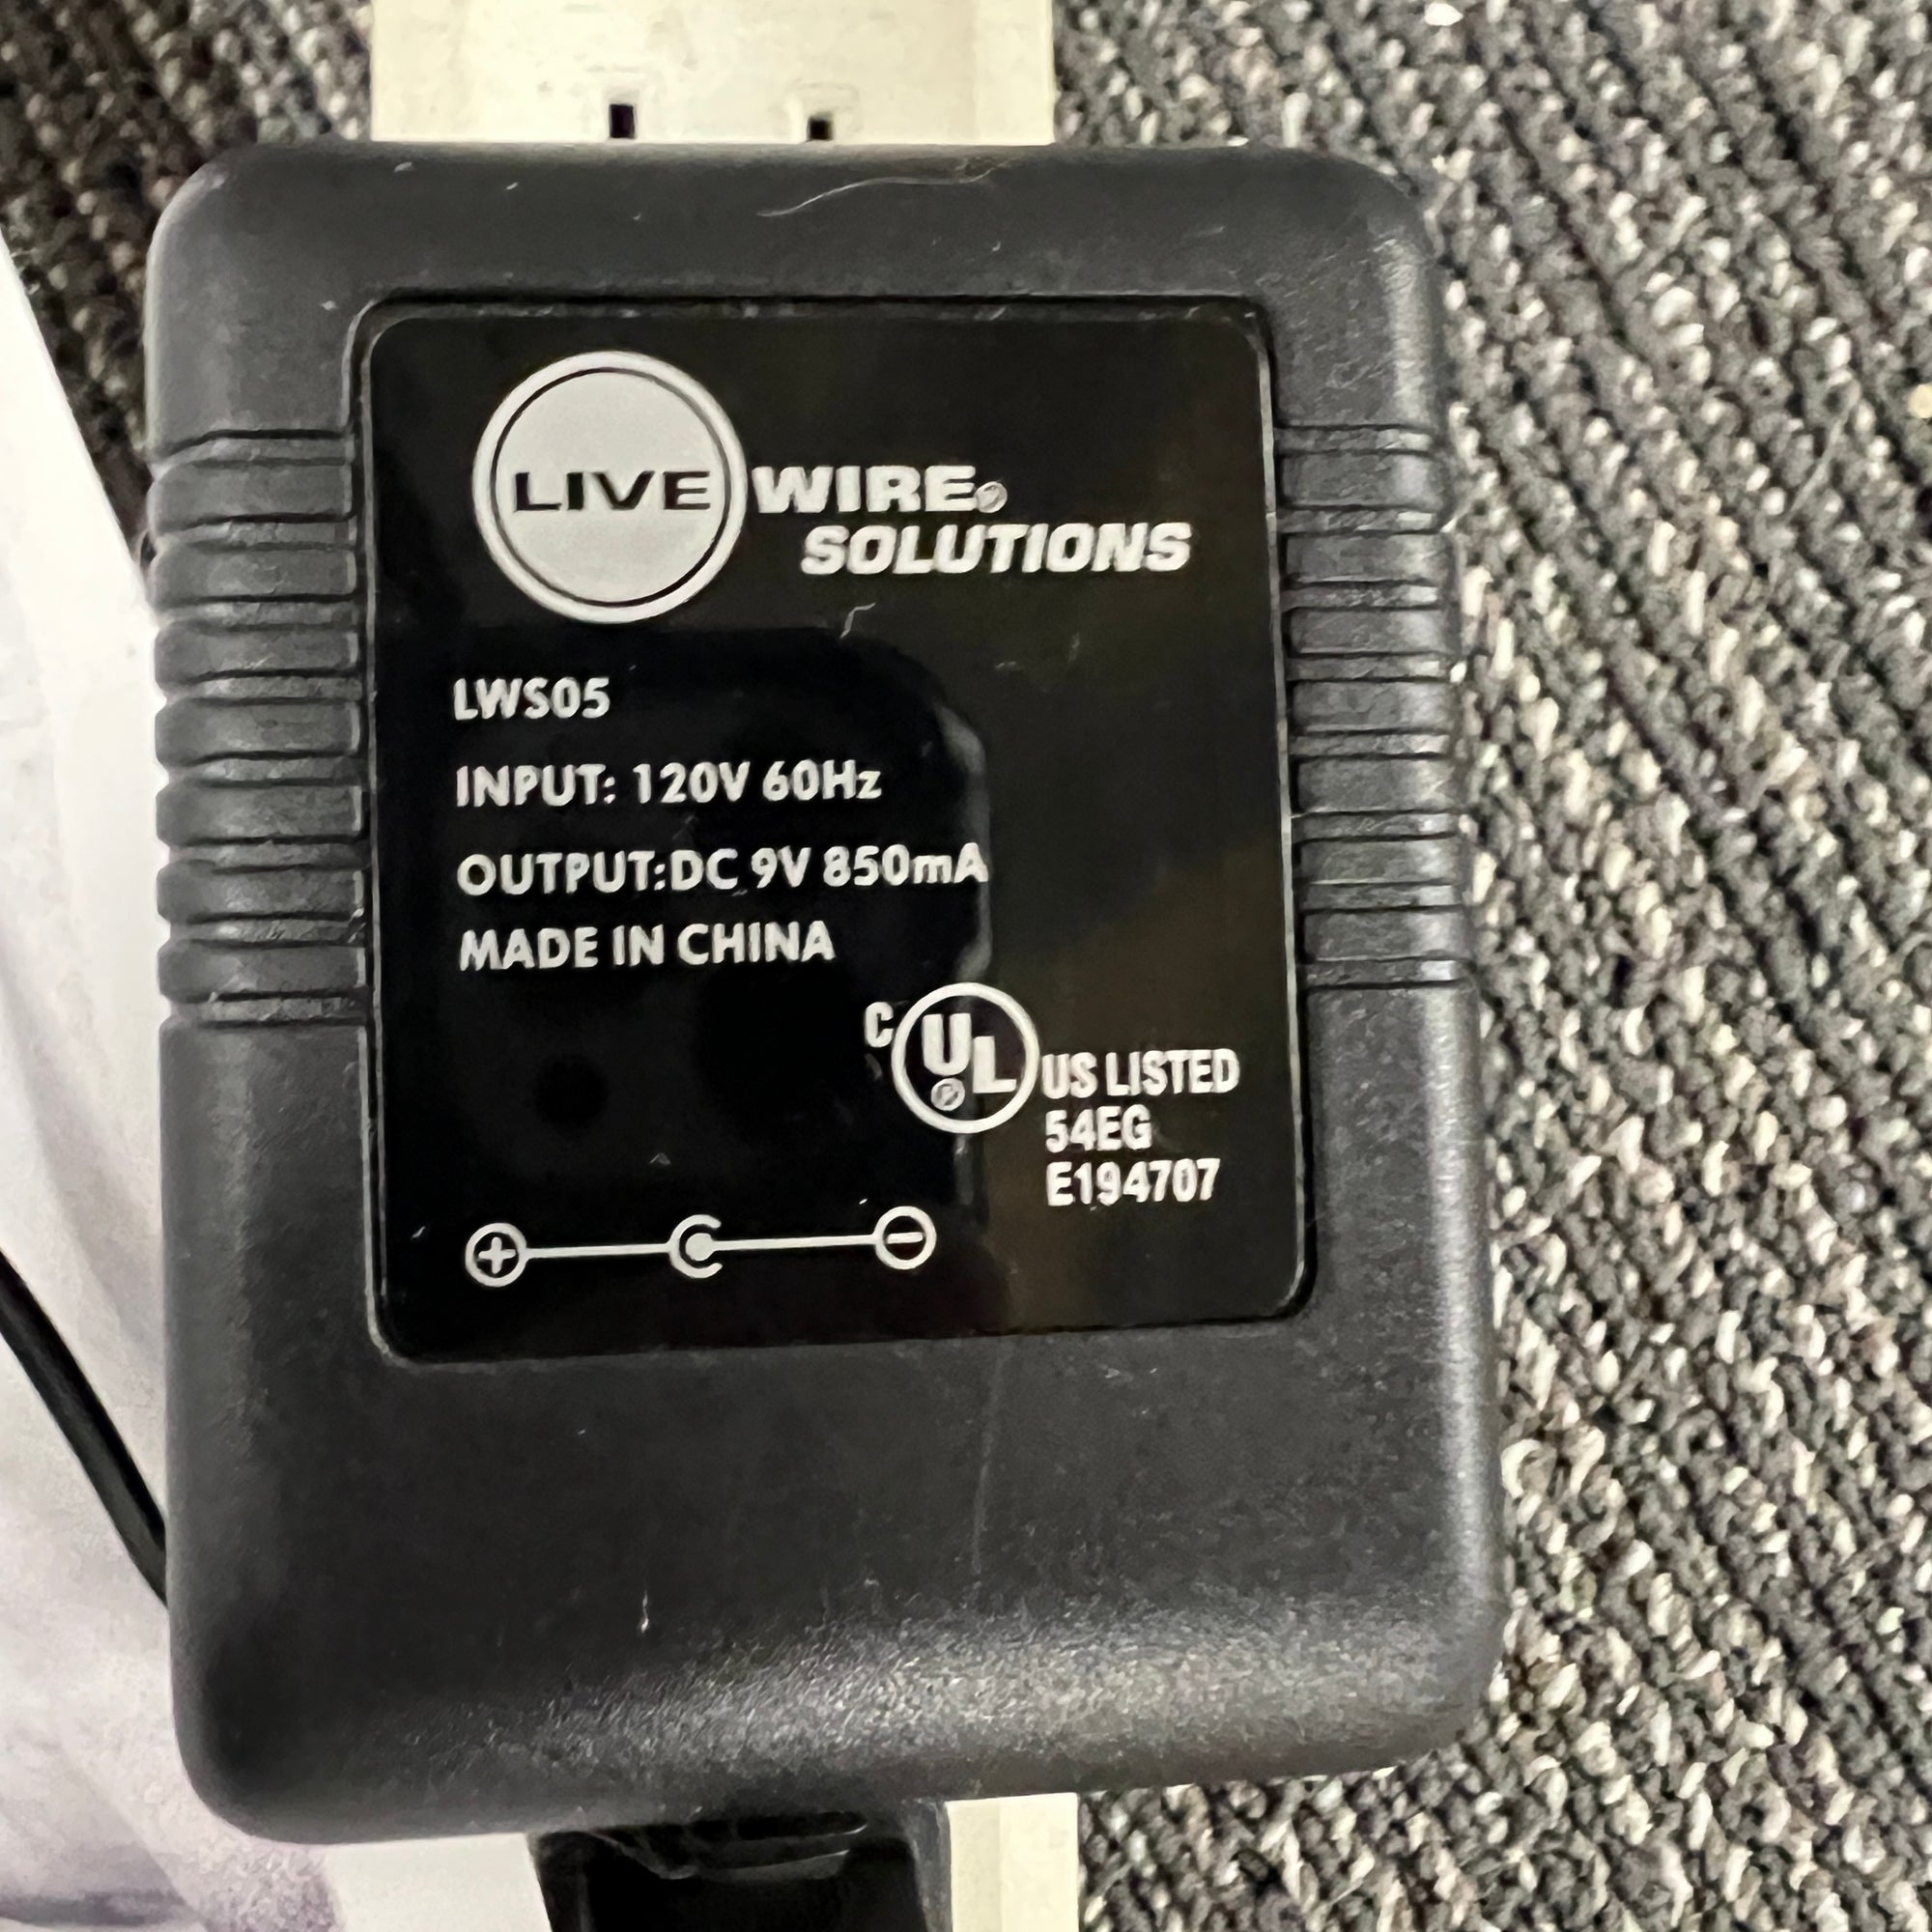 LIVE WIRE®
SOLUTIONS
LWS05
INPUT: 120V 60Hz
OUTPUT:DC 9V 850mA
MADE IN CHINA
C UL® US LISTED
54EG
E194707
+ −